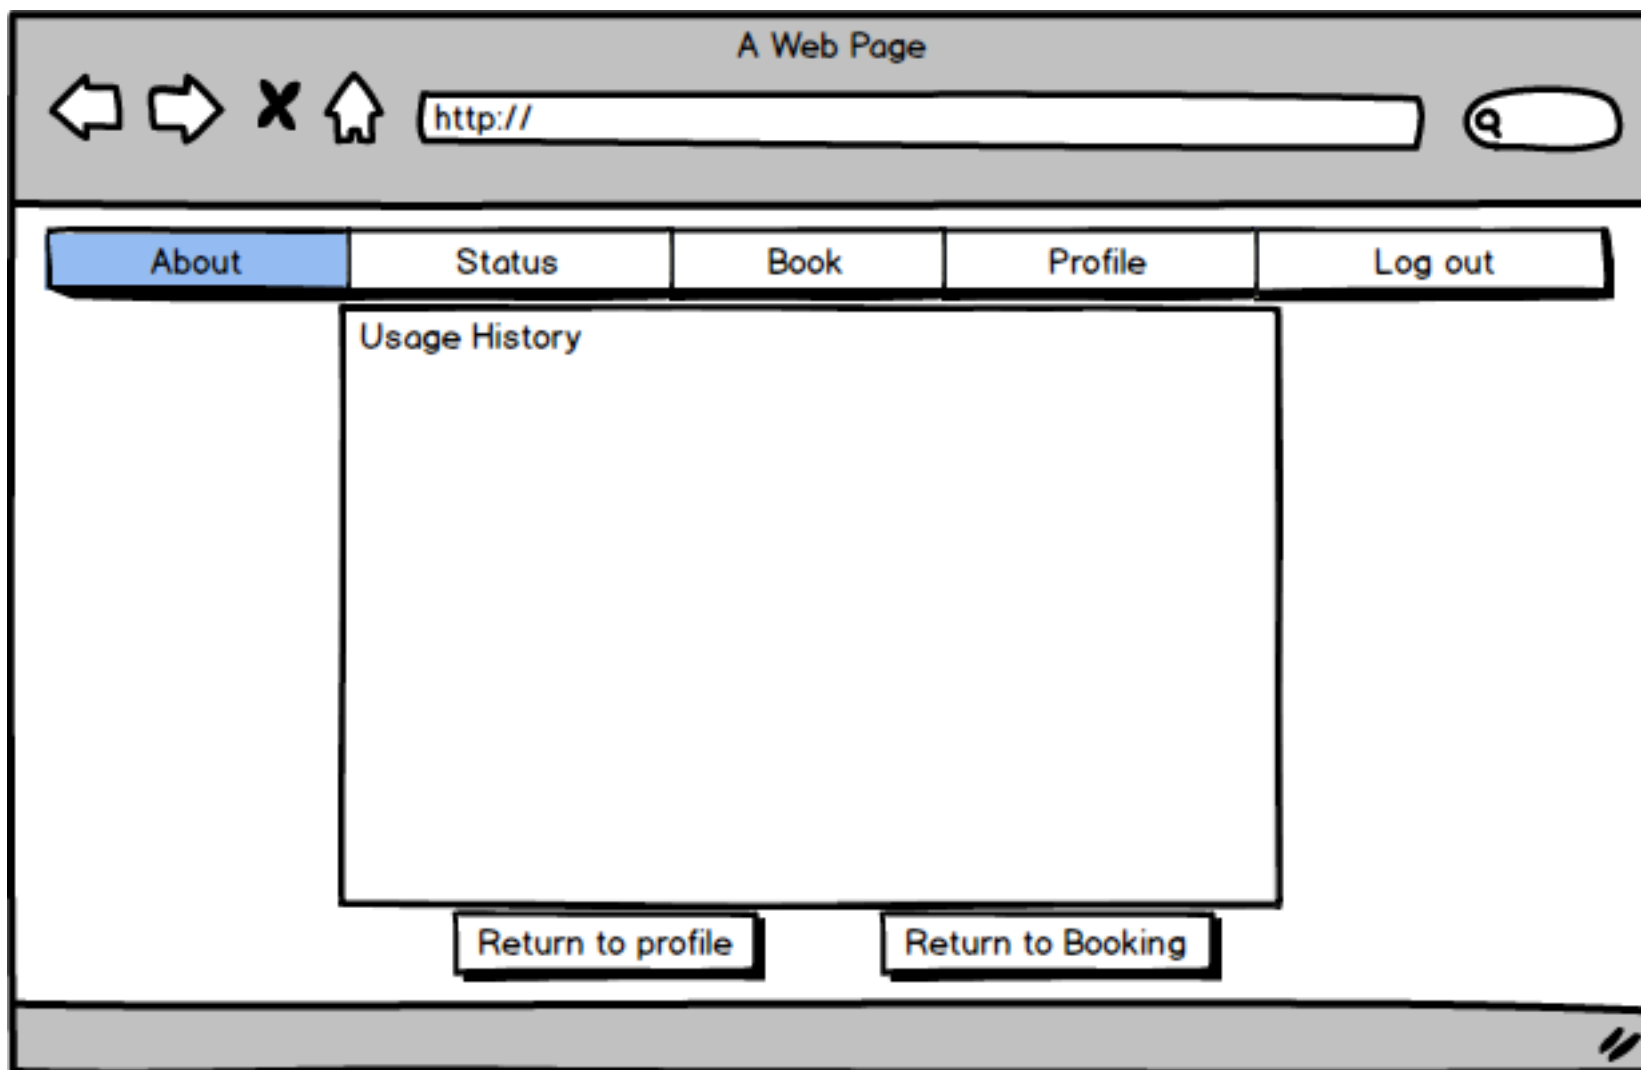 A Web Page
http://
About Status Book Profile Log out
Usage History
Return to profile Return to Booking